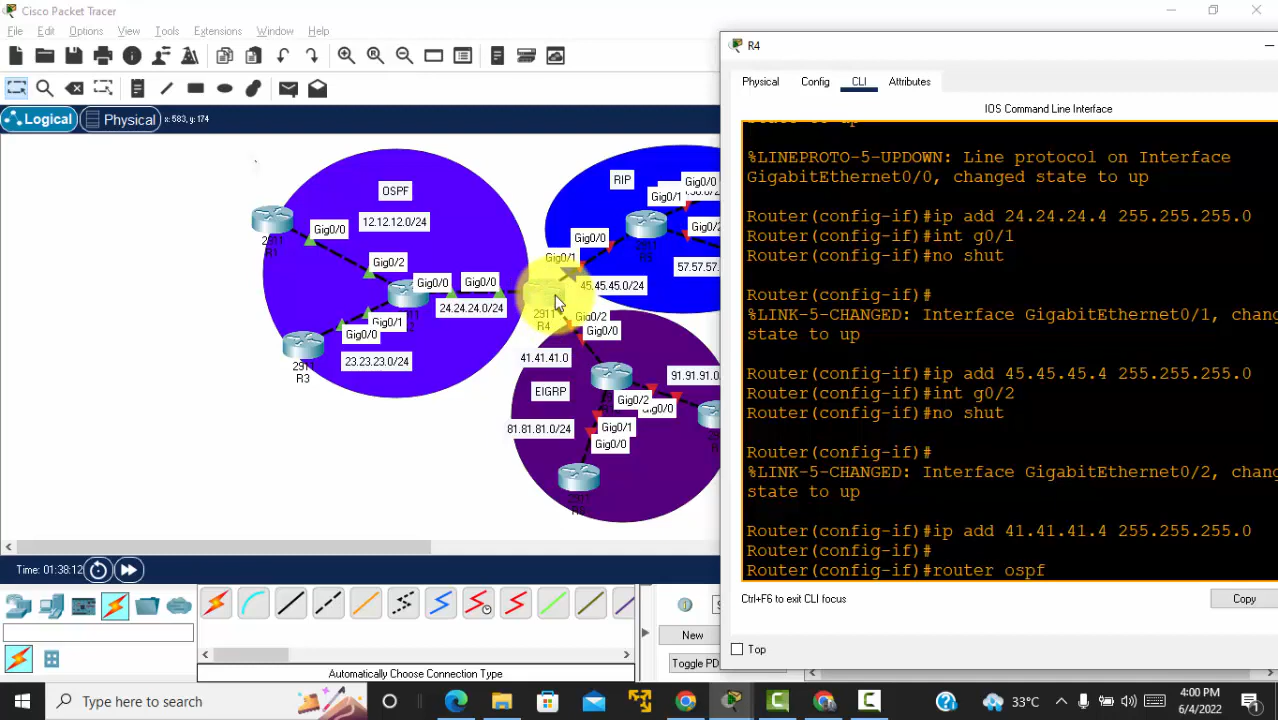 Cisco Packet Tracer
File Edit Options View Tools Extensions Window Help
Logical Physical x: 583, y: 174
OSPF
12.12.12.0/24
2911
R1
Gig0/0
Gig0/2
Gig0/0
Gig0/0
24.24.24.0/24
Gig0/1
Gig0/0
2911
R3
23.23.23.0/24
RIP
Gig0/0
Gig0/1
Gig0/0
Gig0/2
Gig0/1
57.57.57.
45.45.45.0/24
2911
R4
Gig0/2
Gig0/0
41.41.41.0
EIGRP
91.91.91.0
Gig0/2
Gig0/0
81.81.81.0/24
Gig0/1
Gig0/0
2911
Time: 01:38:12
Automatically Choose Connection Type
New
Toggle PD
R4
Physical Config CLI Attributes
IOS Command Line Interface
state to up
%LINEPROTO-5-UPDOWN: Line protocol on Interface
GigabitEthernet0/0, changed state to up
Router(config-if)#ip add 24.24.24.4 255.255.255.0
Router(config-if)#int g0/1
Router(config-if)#no shut
Router(config-if)#
%LINK-5-CHANGED: Interface GigabitEthernet0/1, chang
state to up
Router(config-if)#ip add 45.45.45.4 255.255.255.0
Router(config-if)#int g0/2
Router(config-if)#no shut
Router(config-if)#
%LINK-5-CHANGED: Interface GigabitEthernet0/2, chang
state to up
Router(config-if)#ip add 41.41.41.4 255.255.255.0
Router(config-if)#
Router(config-if)#router ospf
Ctrl+F6 to exit CLI focus
Copy
Top
Type here to search
33°C
4:00 PM
6/4/2022